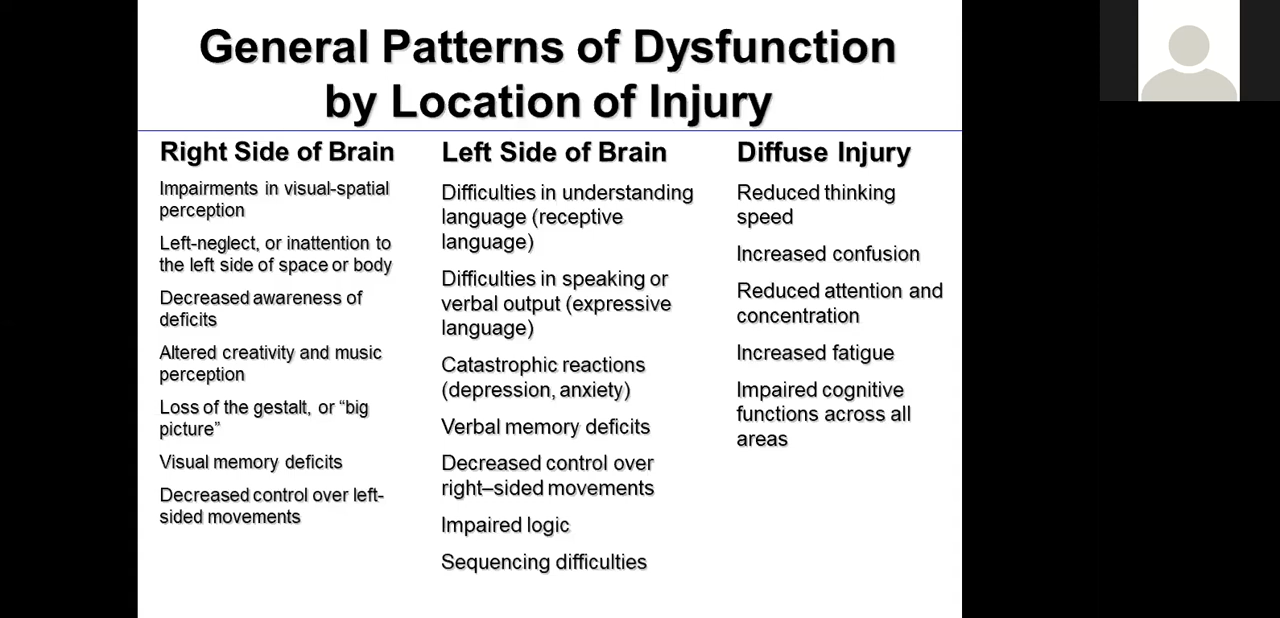 General Patterns of Dysfunction
by Location of Injury
Right Side of Brain
Impairments in visual-spatial
perception
Left-neglect, or inattention to
the left side of space or body
Decreased awareness of
deficits
Altered creativity and music
perception
Loss of the gestalt, or “big
picture”
Visual memory deficits
Decreased control over left-
sided movements
Left Side of Brain
Difficulties in understanding
language (receptive
language)
Difficulties in speaking or
verbal output (expressive
language)
Catastrophic reactions
(depression, anxiety)
Verbal memory deficits
Decreased control over
right–sided movements
Impaired logic
Sequencing difficulties
Diffuse Injury
Reduced thinking
speed
Increased confusion
Reduced attention and
concentration
Increased fatigue
Impaired cognitive
functions across all
areas